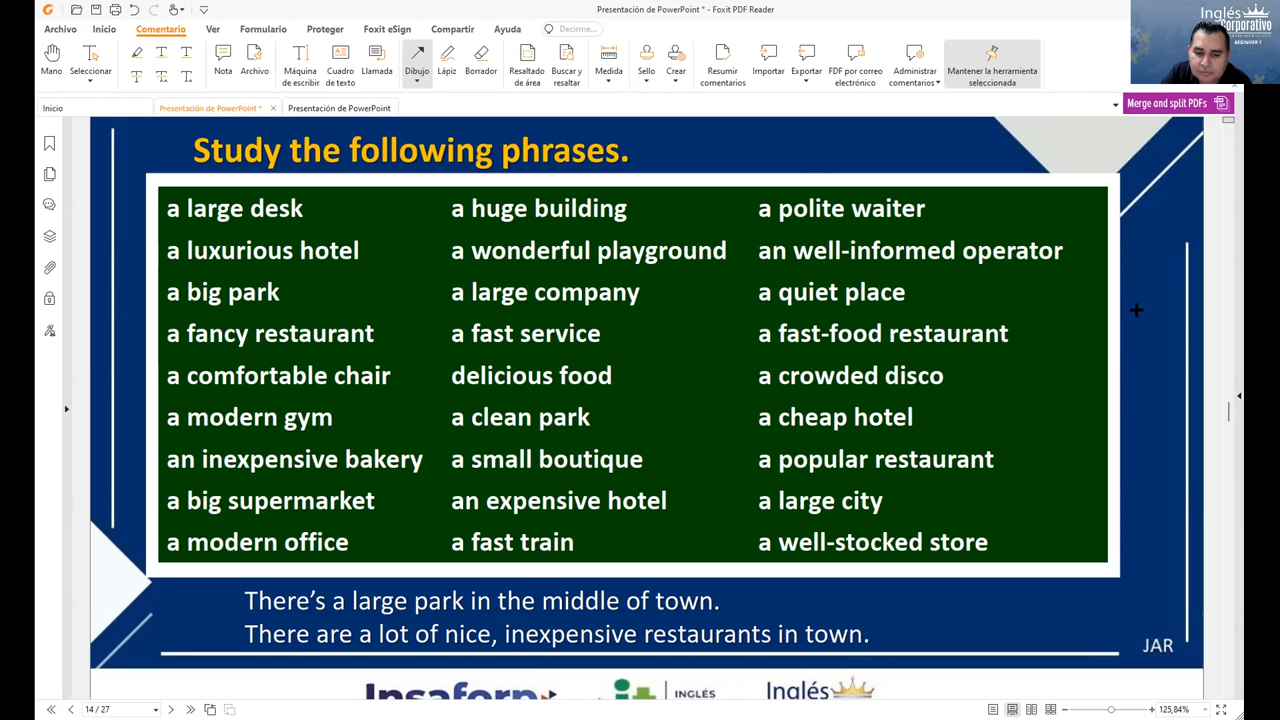 Presentación de PowerPoint * - Foxit PDF Reader
Archivo Inicio Comentario Ver Formulario Proteger Foxit eSign Compartir Ayuda Decirme...
Mano Seleccionar Nota Archivo Máquina de escribir Cuadro de texto Llamada Dibujo Lápiz Borrador Resaltado de área Buscar y resaltar Medida Sello Crear Resumir comentarios Importar Exportar FDF por correo electrónico Administrar comentarios Mantener la herramienta seleccionada
Inglés
Corporativo
BEGINNER 1
Inicio Presentación de PowerPoint * Presentación de PowerPoint Merge and split PDFs
Study the following phrases.
a large desk a huge building a polite waiter
a luxurious hotel a wonderful playground an well-informed operator
a big park a large company a quiet place
a fancy restaurant a fast service a fast-food restaurant
a comfortable chair delicious food a crowded disco
a modern gym a clean park a cheap hotel
an inexpensive bakery a small boutique a popular restaurant
a big supermarket an expensive hotel a large city
a modern office a fast train a well-stocked store
There's a large park in the middle of town.
There are a lot of nice, inexpensive restaurants in town.
JAR
Insaforp INGLÉS Inglés
14 / 27 125,84%